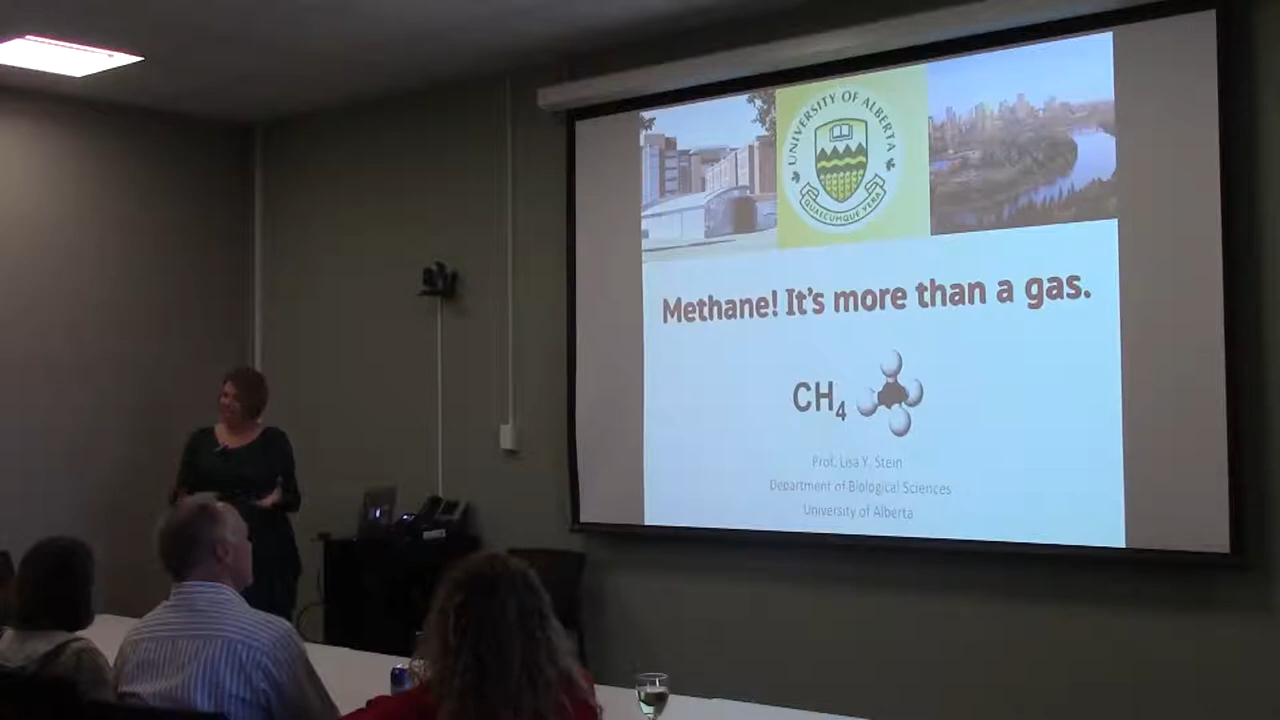 UNIVERSITY OF ALBERTA
QUAECUMQUE VERA
Methane! It's more than a gas.
CH4
Prof. Lisa Y. Stein
Department of Biological Sciences
University of Alberta